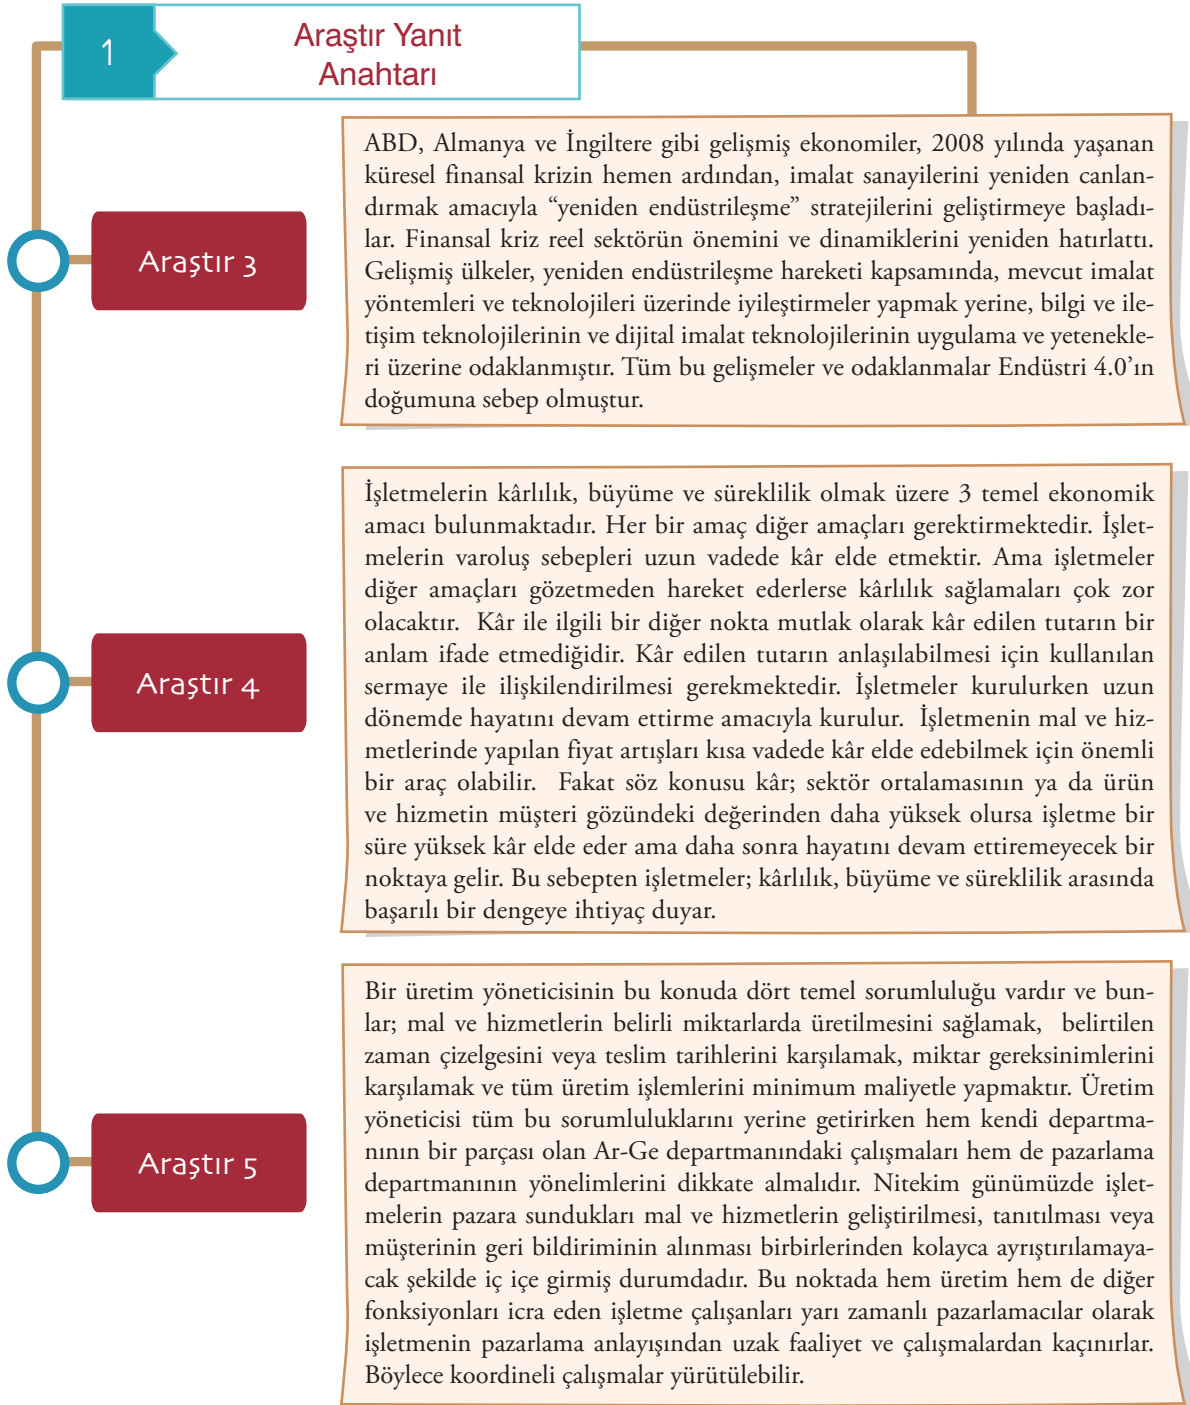 1
Araştır Yanıt
Anahtarı
Araştır 3
ABD, Almanya ve İngiltere gibi gelişmiş ekonomiler, 2008 yılında yaşanan
küresel finansal krizin hemen ardından, imalat sanayilerini yeniden canlan-
dırmak amacıyla “yeniden endüstrileşme” stratejilerini geliştirmeye başladı-
lar. Finansal kriz reel sektörün önemini ve dinamiklerini yeniden hatırlattı.
Gelişmiş ülkeler, yeniden endüstrileşme hareketi kapsamında, mevcut imalat
yöntemleri ve teknolojileri üzerinde iyileştirmeler yapmak yerine, bilgi ve ile-
tişim teknolojilerinin ve dijital imalat teknolojilerinin uygulama ve yetenekle-
ri üzerine odaklanmıştır. Tüm bu gelişmeler ve odaklanmalar Endüstri 4.0’ın
doğumuna sebep olmuştur.
Araştır 4
İşletmelerin kârlılık, büyüme ve süreklilik olmak üzere 3 temel ekonomik
amacı bulunmaktadır. Her bir amaç diğer amaçları gerektirmektedir. İşlet-
melerin varoluş sebepleri uzun vadede kâr elde etmektir. Ama işletmeler
diğer amaçları gözetmeden hareket ederlerse kârlılık sağlamaları çok zor
olacaktır. Kâr ile ilgili bir diğer nokta mutlak olarak kâr edilen tutarın bir
anlam ifade etmediğidir. Kâr edilen tutarın anlaşılabilmesi için kullanılan
sermaye ile ilişkilendirilmesi gerekmektedir. İşletmeler kurulurken uzun
dönemde hayatını devam ettirme amacıyla kurulur. İşletmenin mal ve hiz-
metlerinde yapılan fiyat artışları kısa vadede kâr elde edebilmek için önemli
bir araç olabilir. Fakat söz konusu kâr; sektör ortalamasının ya da ürün
ve hizmetin müşteri gözündeki değerinden daha yüksek olursa işletme bir
süre yüksek kâr elde eder ama daha sonra hayatını devam ettiremeyecek bir
noktaya gelir. Bu sebepten işletmeler; kârlılık, büyüme ve süreklilik arasında
başarılı bir dengeye ihtiyaç duyar.
Araştır 5
Bir üretim yöneticisinin bu konuda dört temel sorumluluğu vardır ve bun-
lar; mal ve hizmetlerin belirli miktarlarda üretilmesini sağlamak, belirtilen
zaman çizelgesini veya teslim tarihlerini karşılamak, miktar gereksinimlerini
karşılamak ve tüm üretim işlemlerini minimum maliyetle yapmaktır. Üretim
yöneticisi tüm bu sorumluluklarını yerine getirirken hem kendi departma-
nının bir parçası olan Ar-Ge departmanındaki çalışmaları hem de pazarlama
departmanının yönelimlerini dikkate almalıdır. Nitekim günümüzde işlet-
melerin pazara sundukları mal ve hizmetlerin geliştirilmesi, tanıtılması veya
müşterinin geri bildiriminin alınması birbirlerinden kolayca ayrıştırılamaya-
cak şekilde iç içe girmiş durumdadır. Bu noktada hem üretim hem de diğer
fonksiyonları icra eden işletme çalışanları yarı zamanlı pazarlamacılar olarak
işletmenin pazarlama anlayışından uzak faaliyet ve çalışmalardan kaçınırlar.
Böylece koordineli çalışmalar yürütülebilir.